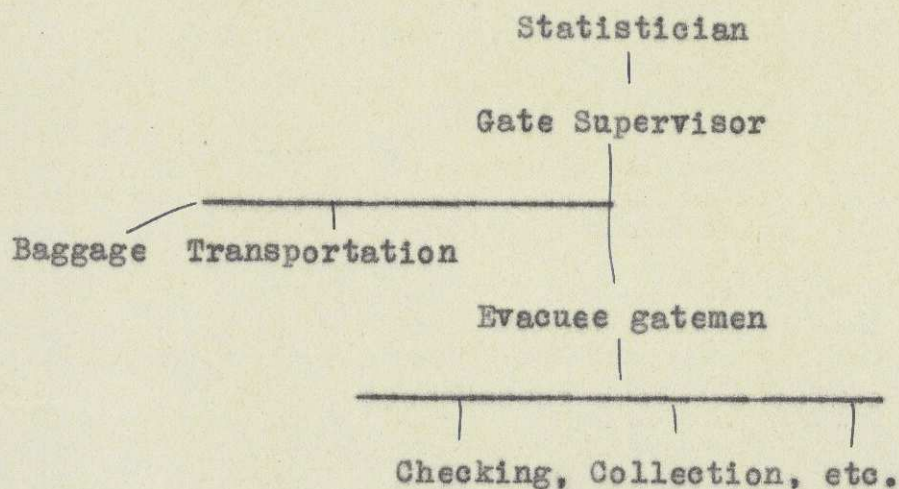 Statistician
Gate Supervisor
Baggage Transportation
Evacuee gatemen
Checking, Collection, etc.